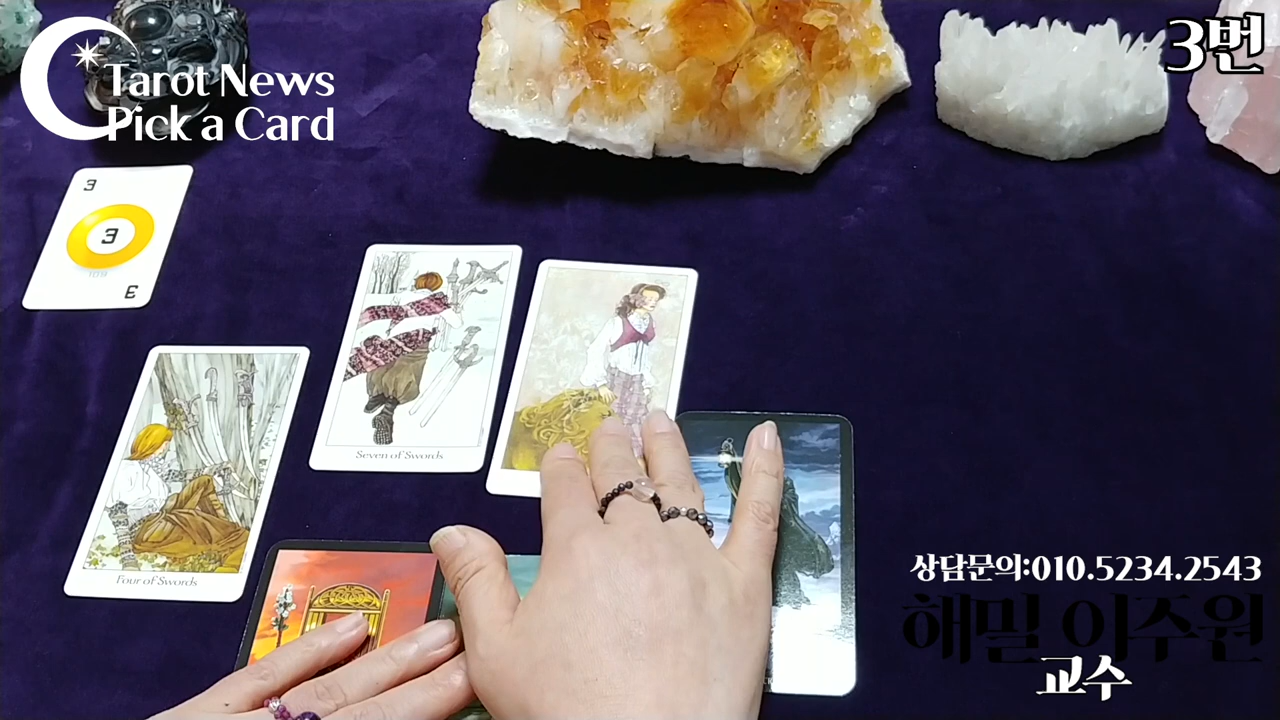 Tarot News
Pick a Card
3번
3
3
108
3
Seven of Swords
Four of Swords
상담문의:010.5234.2543
해밀 이주원
교수